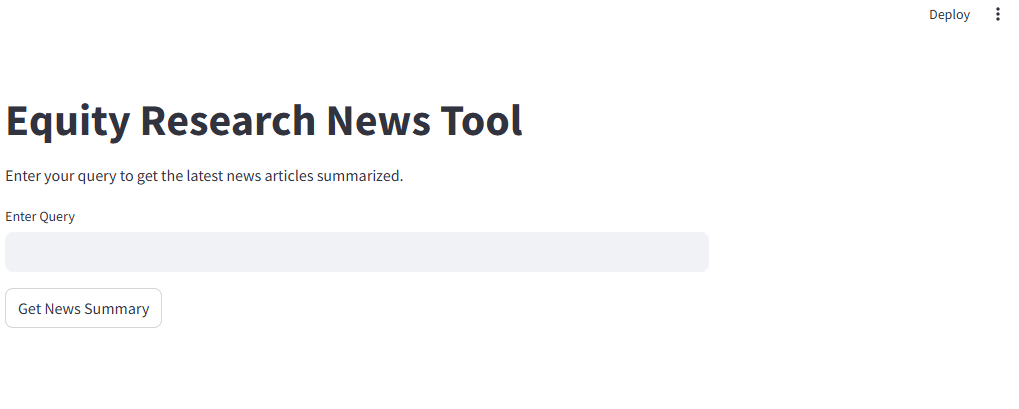 Deploy
Equity Research News Tool
Enter your query to get the latest news articles summarized.
Enter Query
Get News Summary